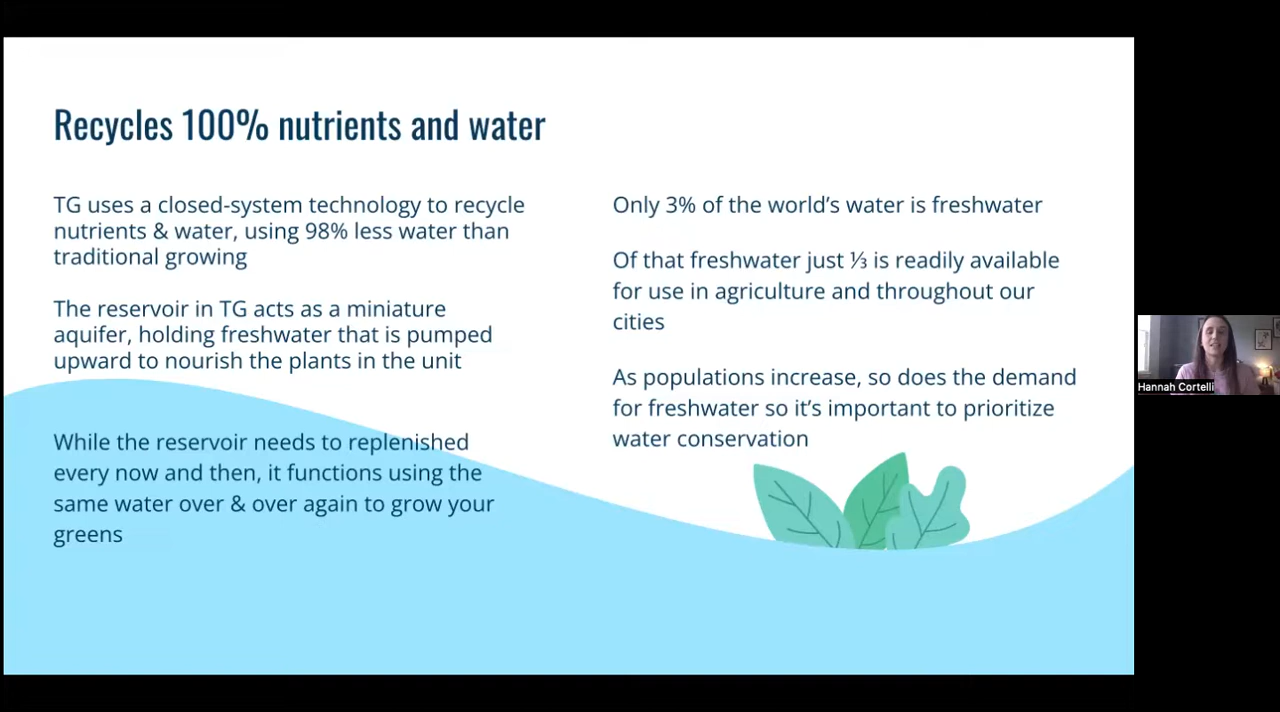 Recycles 100% nutrients and water
TG uses a closed-system technology to recycle
nutrients & water, using 98% less water than
traditional growing
The reservoir in TG acts as a miniature
aquifer, holding freshwater that is pumped
upward to nourish the plants in the unit
While the reservoir needs to replenished
every now and then, it functions using the
same water over & over again to grow your
greens
Only 3% of the world’s water is freshwater
Of that freshwater just ⅓ is readily available
for use in agriculture and throughout our
cities
As populations increase, so does the demand
for freshwater so it’s important to prioritize
water conservation
Hannah Cortelli